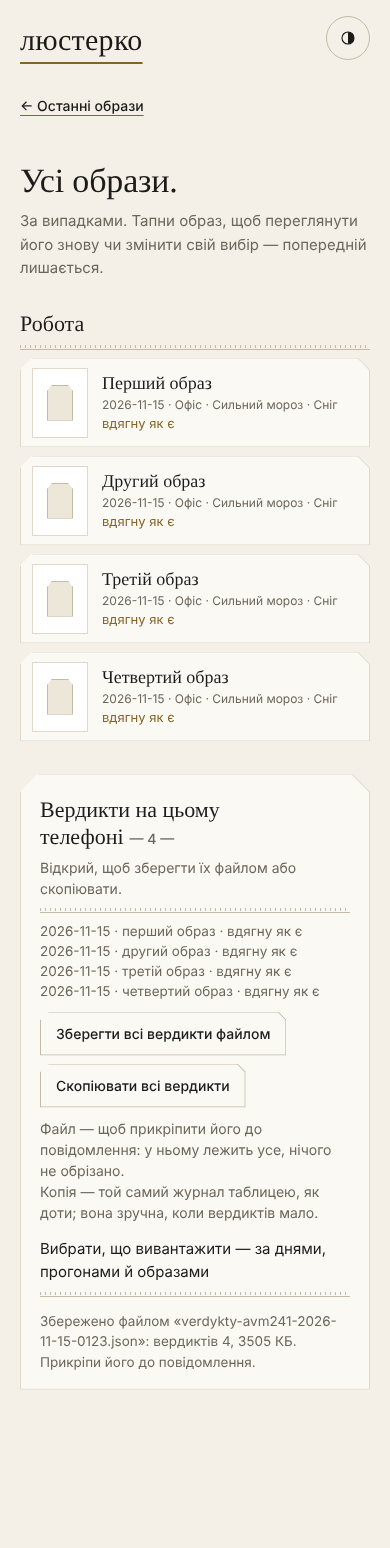 люстерко
← Останні образи
Усі образи.
За випадками. Тапни образ, щоб переглянути
його знову чи змінити свій вибір — попередній
лишається.
Робота
Перший образ
2026-11-15 · Офіс · Сильний мороз · Сніг
вдягну як є
Другий образ
2026-11-15 · Офіс · Сильний мороз · Сніг
вдягну як є
Третій образ
2026-11-15 · Офіс · Сильний мороз · Сніг
вдягну як є
Четвертий образ
2026-11-15 · Офіс · Сильний мороз · Сніг
вдягну як є
Вердикти на цьому
телефоні — 4 —
Відкрий, щоб зберегти їх файлом або
скопіювати.
2026-11-15 · перший образ · вдягну як є
2026-11-15 · другий образ · вдягну як є
2026-11-15 · третій образ · вдягну як є
2026-11-15 · четвертий образ · вдягну як є
Зберегти всі вердикти файлом
Скопіювати всі вердикти
Файл — щоб прикріпити його до
повідомлення: у ньому лежить усе, нічого
не обрізано.
Копія — той самий журнал таблицею, як
доти; вона зручна, коли вердиктів мало.
Вибрати, що вивантажити — за днями,
прогонами й образами
Збережено файлом «verdykty-avm241-2026-
11-15-0123.json»: вердиктів 4, 3505 КБ.
Прикріпи його до повідомлення.